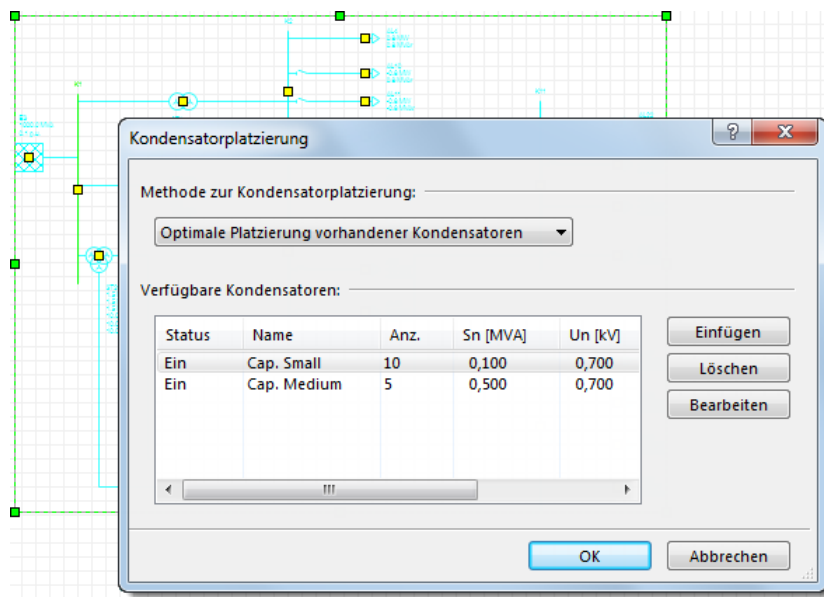 Kondensatorplatzierung
?
X
Methode zur Kondensatorplatzierung:
Optimale Platzierung vorhandener Kondensatoren
Verfügbare Kondensatoren:
Status Name Anz. Sn [MVA] Un [kV]
Ein Cap. Small 10 0,100 0,700
Ein Cap. Medium 5 0,500 0,700
Einfügen
Löschen
Bearbeiten
OK
Abbrechen